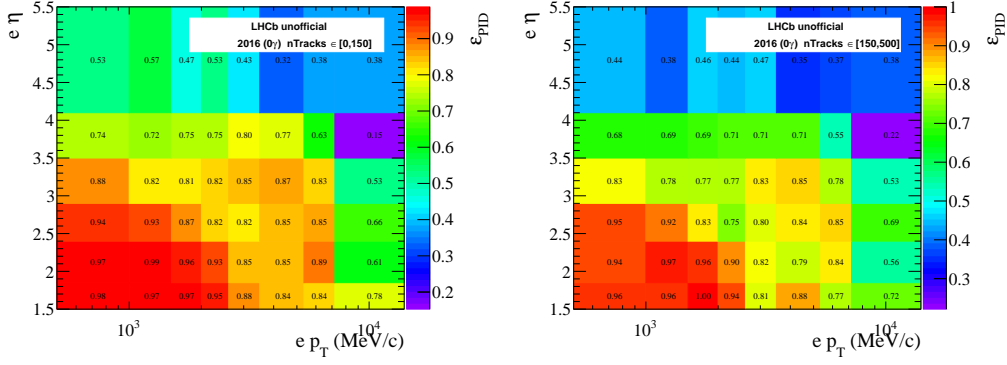 e η
5.5
5
4.5
4
3.5
3
2.5
2
1.5
LHCb unofficial
2016 (0γ) nTracks ∈ [0,150]
0.53 0.57 0.47 0.53 0.43 0.32 0.38 0.38
0.74 0.72 0.75 0.75 0.80 0.77 0.63 0.15
0.88 0.82 0.81 0.82 0.85 0.87 0.83 0.53
0.94 0.93 0.87 0.82 0.82 0.85 0.85 0.66
0.97 0.99 0.96 0.93 0.85 0.85 0.89 0.61
0.98 0.97 0.97 0.95 0.88 0.84 0.84 0.78
10³ 10⁴
e p_T (MeV/c)
ε_PID
0.9
0.8
0.7
0.6
0.5
0.4
0.3
0.2
e η
5.5
5
4.5
4
3.5
3
2.5
2
1.5
LHCb unofficial
2016 (0γ) nTracks ∈ [150,500]
0.44 0.38 0.46 0.44 0.47 0.35 0.37 0.38
0.68 0.69 0.69 0.71 0.71 0.71 0.55 0.22
0.83 0.78 0.77 0.77 0.83 0.85 0.78 0.53
0.95 0.92 0.83 0.75 0.80 0.84 0.85 0.69
0.94 0.97 0.96 0.90 0.82 0.79 0.84 0.56
0.96 0.96 1.00 0.94 0.81 0.88 0.77 0.72
10³ 10⁴
e p_T (MeV/c)
ε_PID
1
0.9
0.8
0.7
0.6
0.5
0.4
0.3